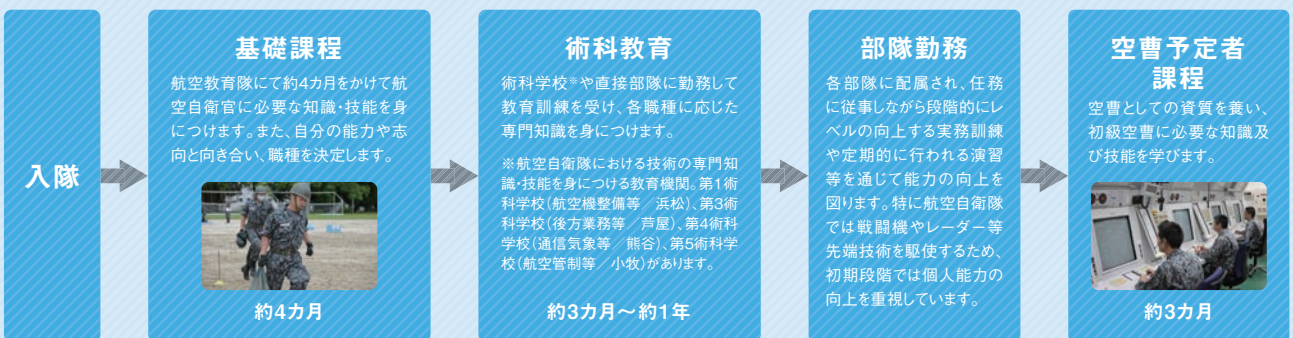 入隊
基礎課程
航空教育隊にて約4カ月をかけて航
空自衛官に必要な知識・技能を身
につけます。また、自分の能力や志
向と向き合い、職種を決定します。
約4カ月
術科教育
術科学校※や直接部隊に勤務して
教育訓練を受け、各職種に応じた
専門知識を身につけます。
※航空自衛隊における技術の専門知
識・技能を身につける教育機関。第1術
科学校(航空機整備等／浜松)、第3術
科学校(後方業務等／芦屋)、第4術科
学校(通信気象等／熊谷)、第5術科学
校(航空管制等／小牧)があります。
約3カ月〜約1年
部隊勤務
各部隊に配属され、任務
に従事しながら段階的にレ
ベルの向上する実務訓練
や定期的に行われる演習
等を通じて能力の向上を
図ります。特に航空自衛隊
では戦闘機やレーダー等
先端技術を駆使するため、
初期段階では個人能力の
向上を重視しています。
空曹予定者
課程
空曹としての資質を養い、
初級空曹に必要な知識及
び技能を学びます。
約3カ月